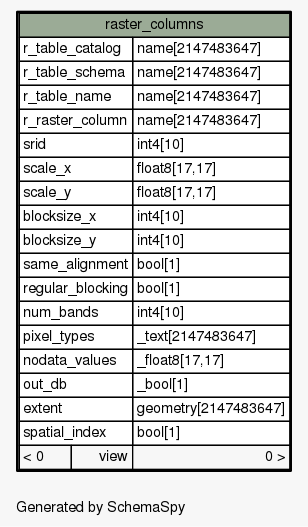 raster_columns
r_table_catalog name[2147483647]
r_table_schema name[2147483647]
r_table_name name[2147483647]
r_raster_column name[2147483647]
srid int4[10]
scale_x float8[17,17]
scale_y float8[17,17]
blocksize_x int4[10]
blocksize_y int4[10]
same_alignment bool[1]
regular_blocking bool[1]
num_bands int4[10]
pixel_types _text[2147483647]
nodata_values _float8[17,17]
out_db _bool[1]
extent geometry[2147483647]
spatial_index bool[1]
< 0 view 0 >
Generated by SchemaSpy